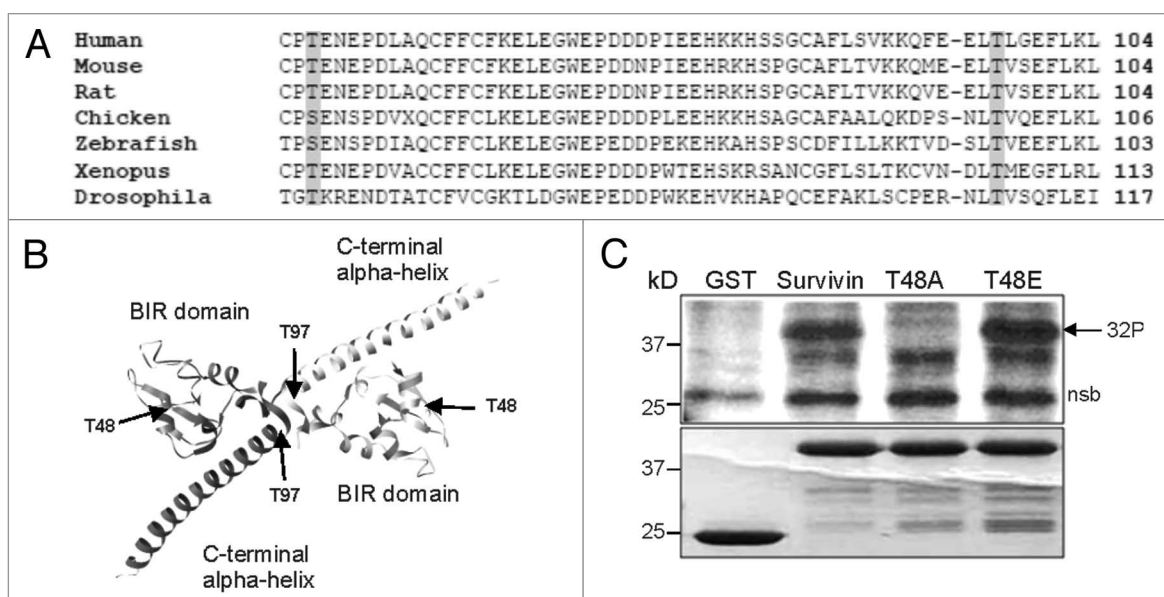 A
Human CPTENEPDLAQCFFCFKELEGWEPDDDPIEEHKKHSSGCAFLSVKKQFE-ELTLGEFLKL 104
Mouse CPTENEPDLAQCFFCFKELEGWEPDDNPIEEHRKHSPGCAFLTVKKQME-ELTVSEFLKL 104
Rat CPTENEPDLAQCFFCFKELEGWEPDDNPIEEHRKHSPGCAFLTVKKQVE-ELTVSEFLKL 104
Chicken CPSENSPDVXQCFFCLKELEGWEPDDDPLEEHKKHSAGCAFAALQKDPS-NLTVQEFLKL 106
Zebrafish TPSENSPDIAQCFFCLKELEGWEPDDDPEKEHKAHSPSCDFILLKKTVD-SLTVEEFLKL 103
Xenopus CPTENEPDVACCFFCLKELEGWEPDDDPWTEHSKRSANCGFLSLTKCVN-DLTMEGFLRL 113
Drosophila TGTKRENDTATCFVCGKTLDGWEPEDDPWKEHVKHAPQCEFAKLSCPER-NLTVSQFLEI 117
B
C-terminal
alpha-helix
BIR domain
T97
T48
T48
T97
BIR domain
C-terminal
alpha-helix
C
kD GST Survivin T48A T48E
32P
37
25
nsb
37
25